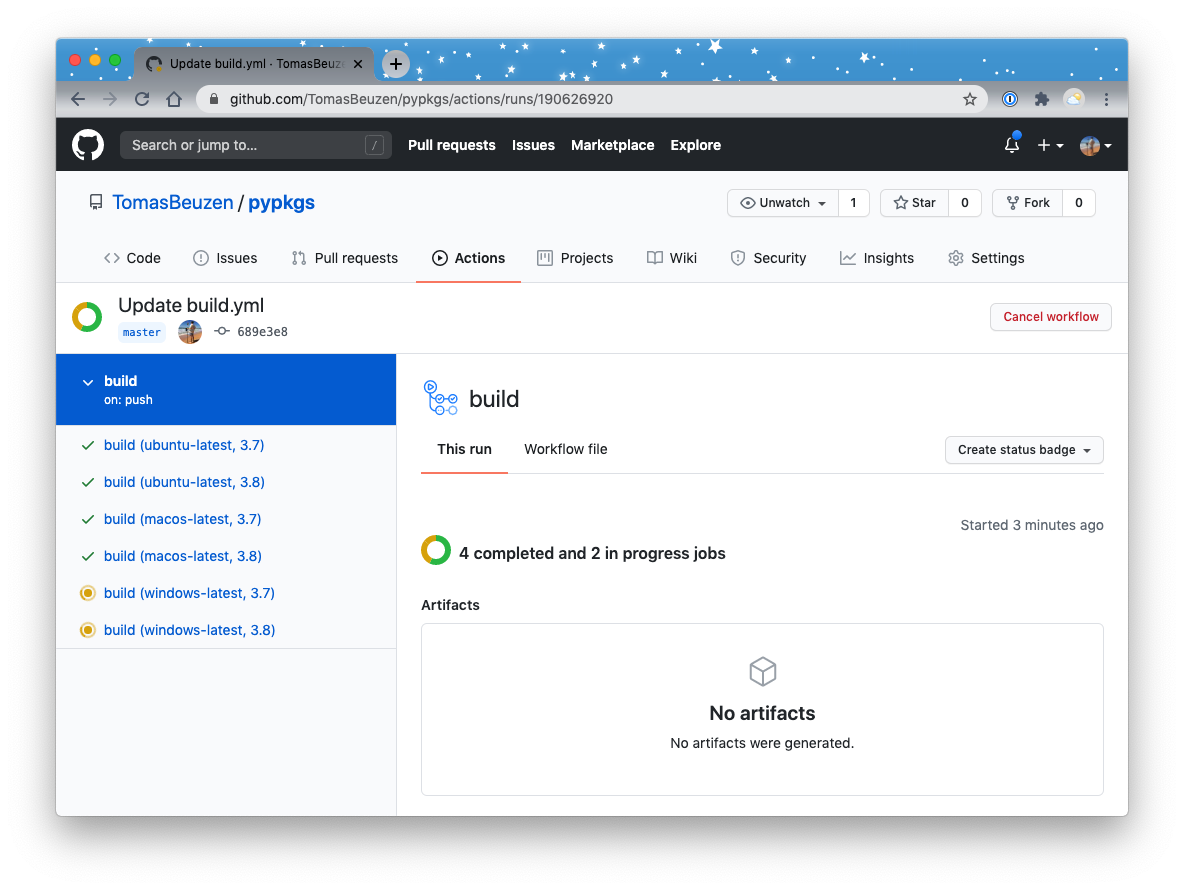 Update build.yml · TomasBeuze
github.com/TomasBeuzen/pypkgs/actions/runs/190626920
Search or jump to... / Pull requests Issues Marketplace Explore
TomasBeuzen / pypkgs Unwatch 1 Star 0 Fork 0
Code Issues Pull requests Actions Projects Wiki Security Insights Settings
Update build.yml
master 689e3e8
Cancel workflow
build
on: push
build (ubuntu-latest, 3.7)
build (ubuntu-latest, 3.8)
build (macos-latest, 3.7)
build (macos-latest, 3.8)
build (windows-latest, 3.7)
build (windows-latest, 3.8)
build
This run Workflow file Create status badge
Started 3 minutes ago
4 completed and 2 in progress jobs
Artifacts
No artifacts
No artifacts were generated.